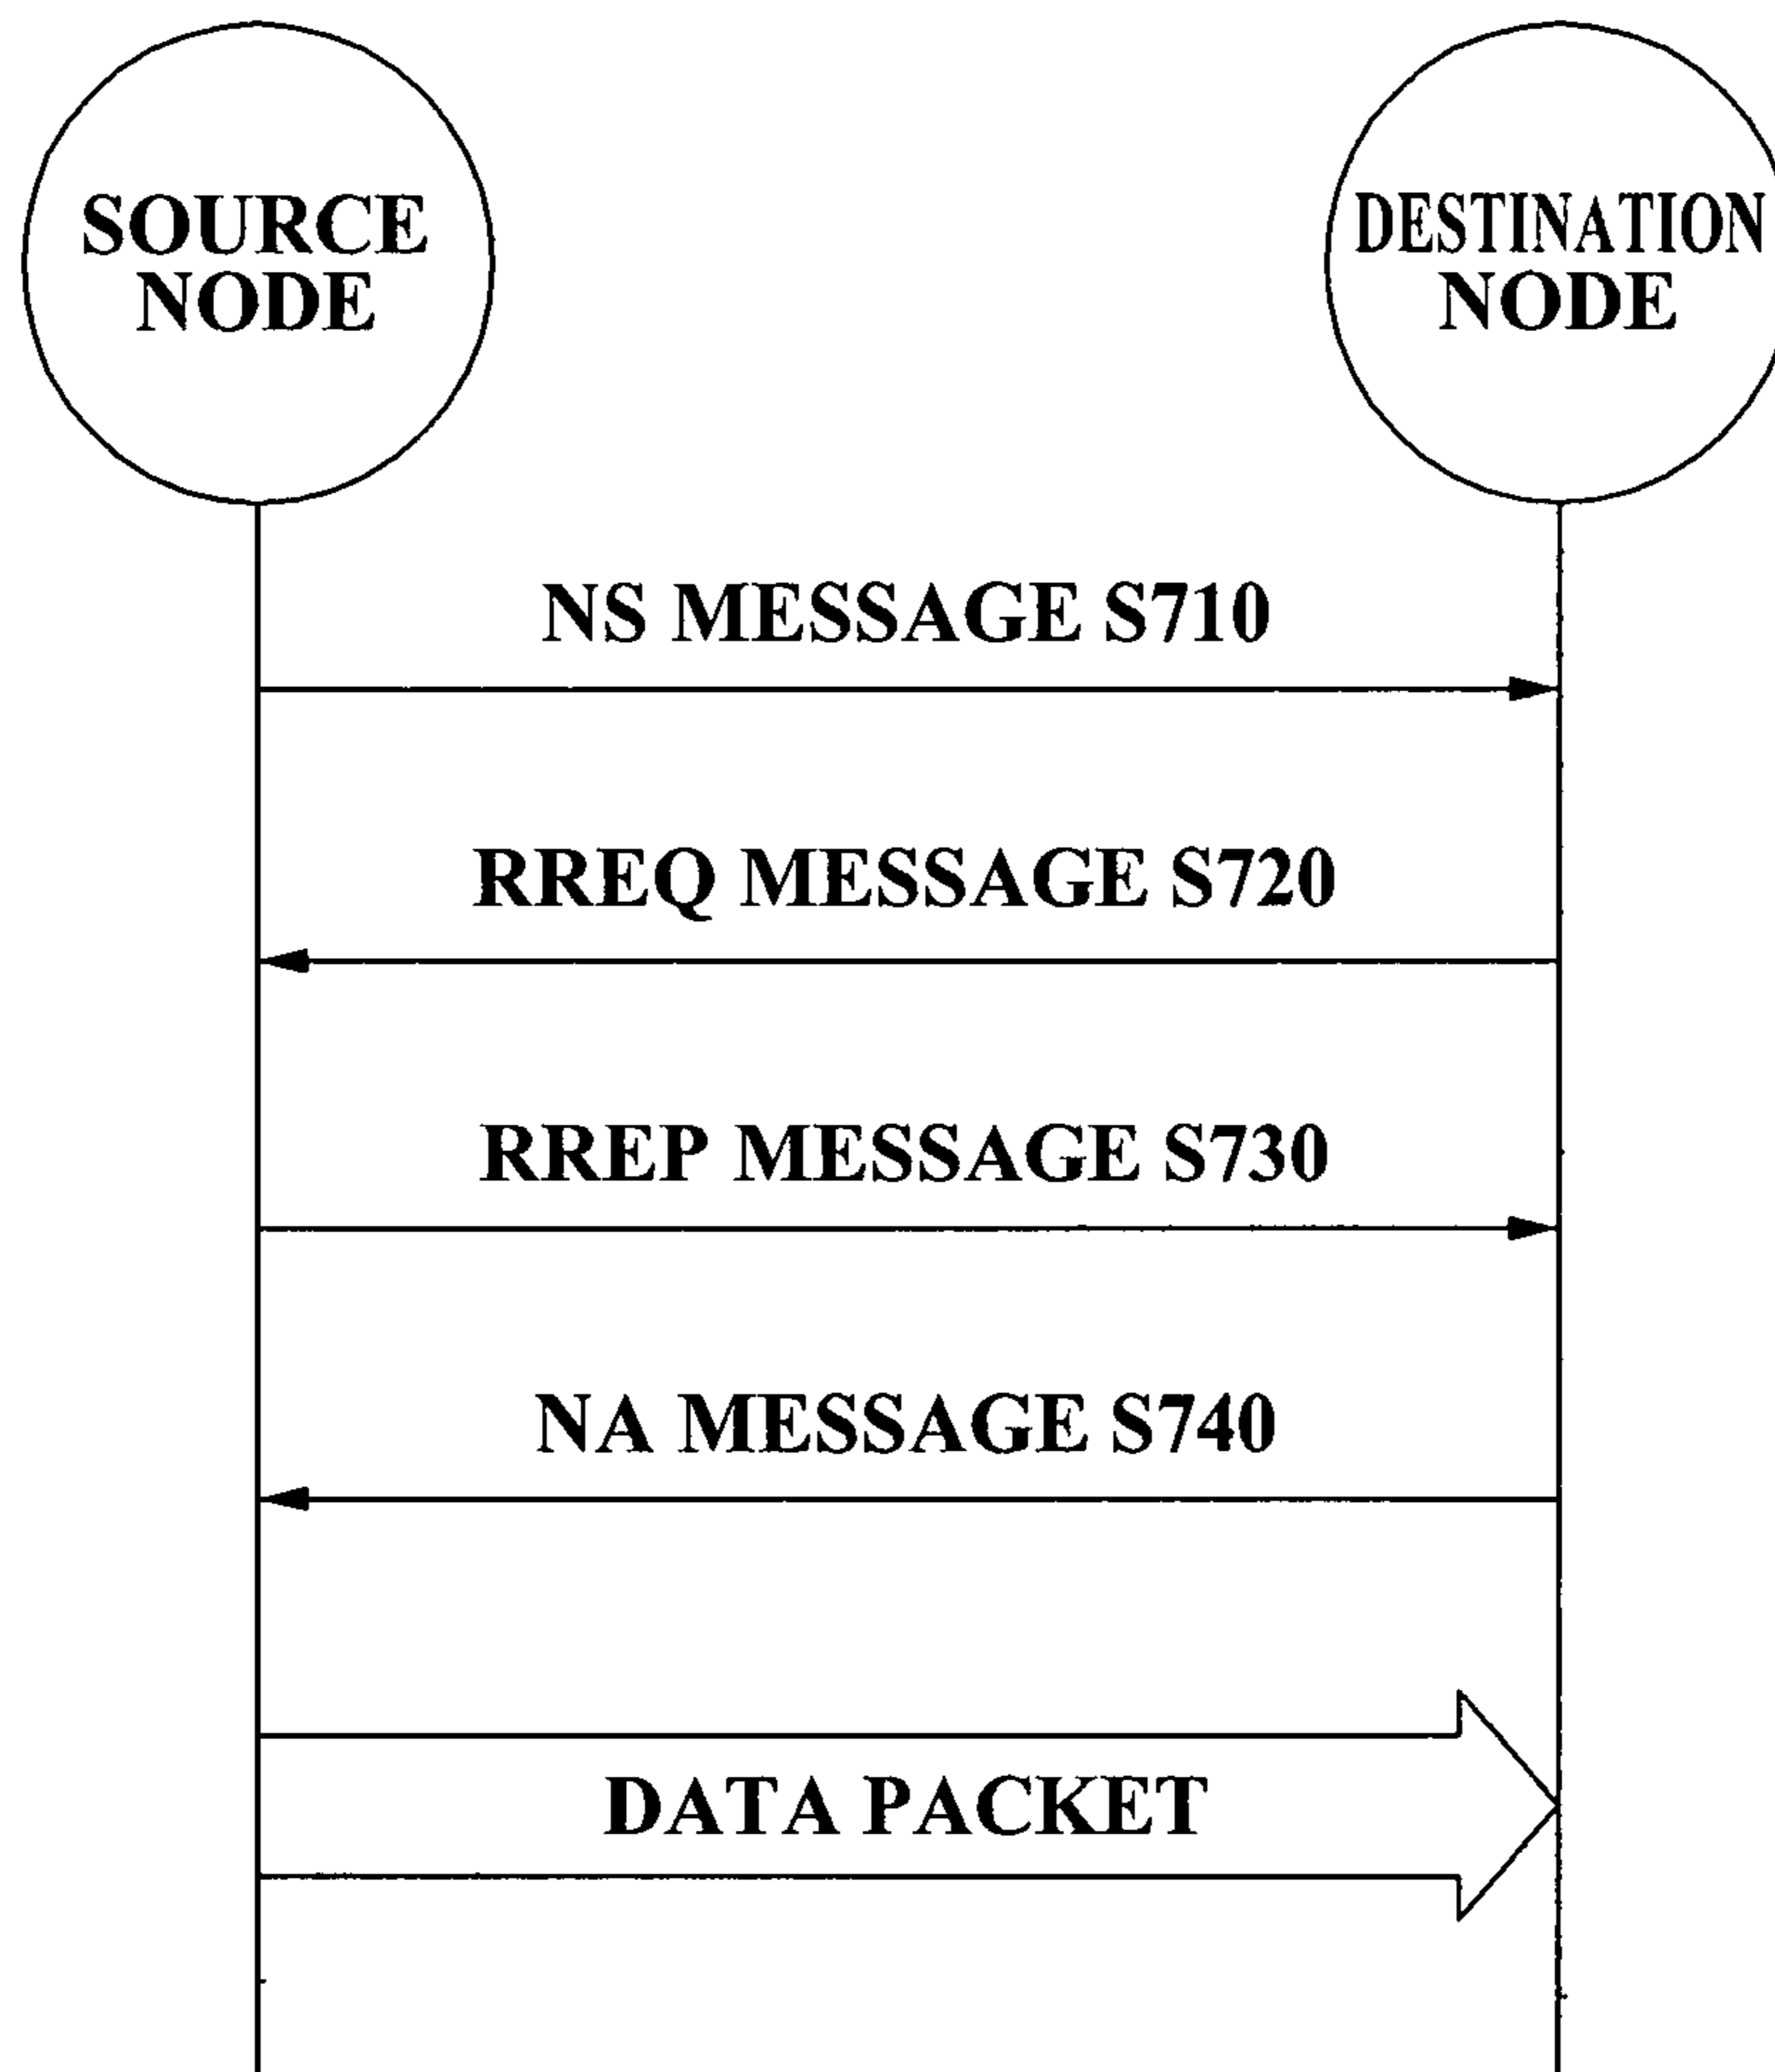 SOURCE
NODE
DESTINATION
NODE
NS MESSAGE S710
RREQ MESSAGE S720
RREP MESSAGE S730
NA MESSAGE S740
DATA PACKET